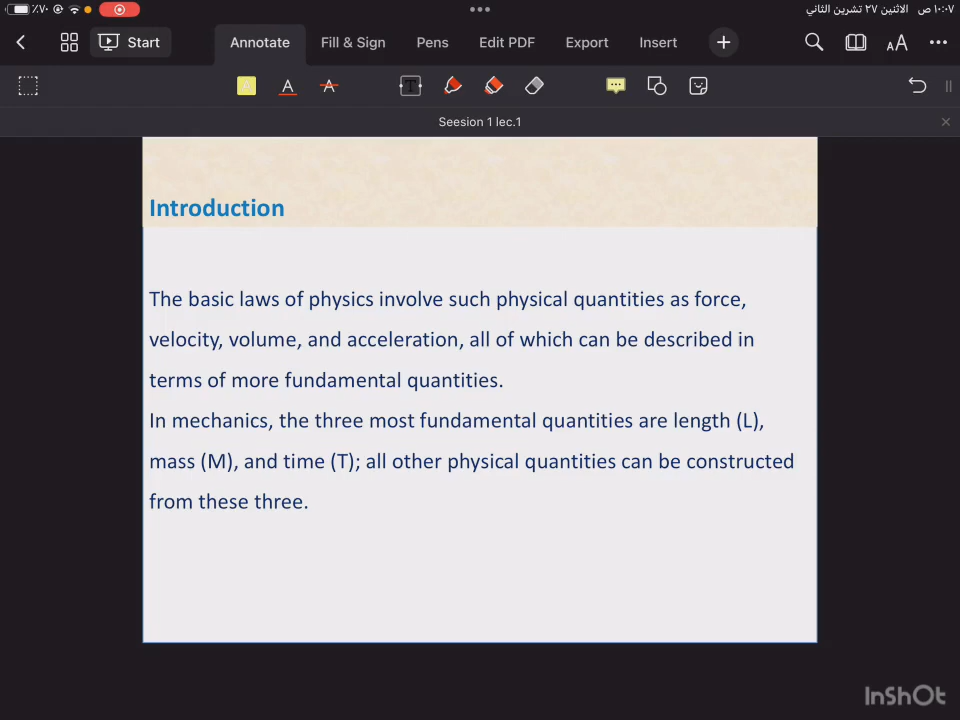 ٪٧٠ الاثنين ٢٧ تشرين الثاني ١٠:٠٧ ص
Start Annotate Fill & Sign Pens Edit PDF Export Insert AA
A A A T
Seesion 1 lec.1
Introduction
The basic laws of physics involve such physical quantities as force,
velocity, volume, and acceleration, all of which can be described in
terms of more fundamental quantities.
In mechanics, the three most fundamental quantities are length (L),
mass (M), and time (T); all other physical quantities can be constructed
from these three.
InShOt